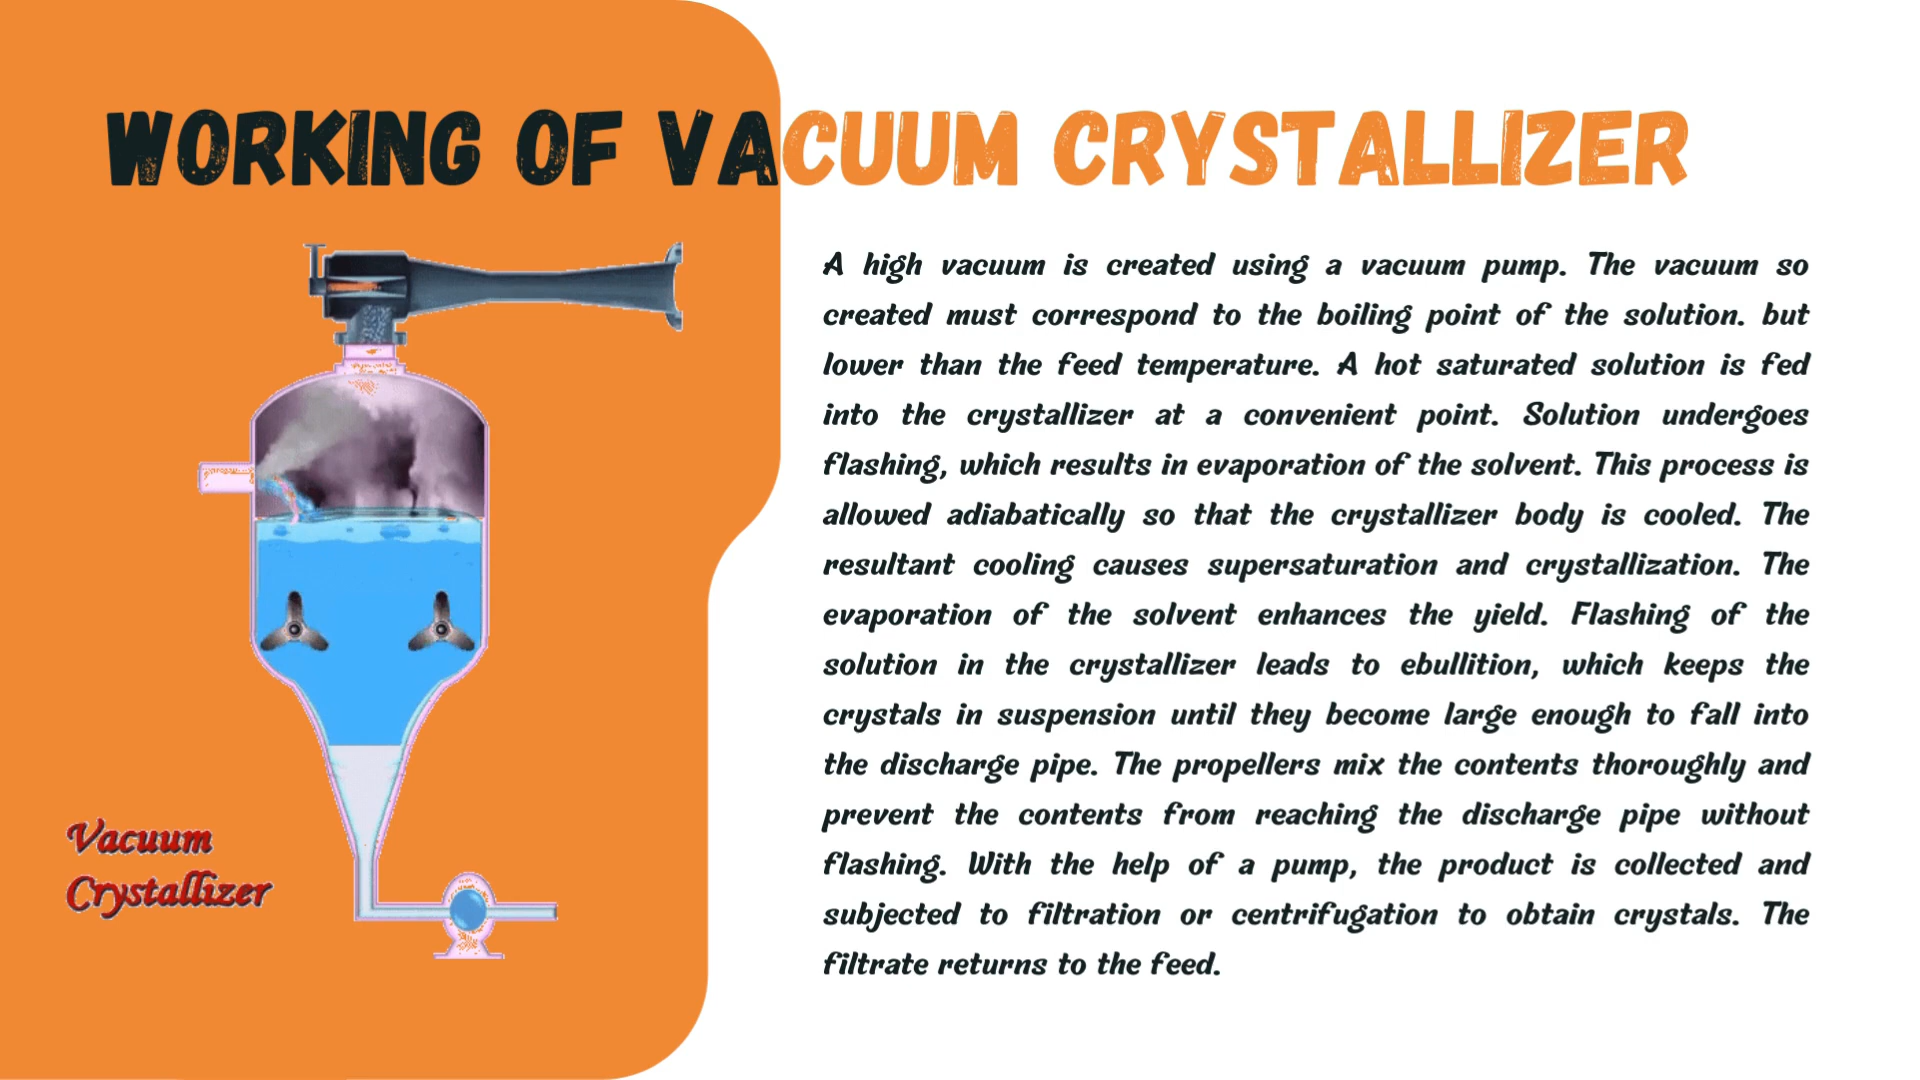 WORKING OF VACUUM CRYSTALLIZER
A high vacuum is created using a vacuum pump. The vacuum so
created must correspond to the boiling point of the solution. but
lower than the feed temperature. A hot saturated solution is fed
into the crystallizer at a convenient point. Solution undergoes
flashing, which results in evaporation of the solvent. This process is
allowed adiabatically so that the crystallizer body is cooled. The
resultant cooling causes supersaturation and crystallization. The
evaporation of the solvent enhances the yield. Flashing of the
solution in the crystallizer leads to ebullition, which keeps the
crystals in suspension until they become large enough to fall into
the discharge pipe. The propellers mix the contents thoroughly and
prevent the contents from reaching the discharge pipe without
flashing. With the help of a pump, the product is collected and
subjected to filtration or centrifugation to obtain crystals. The
filtrate returns to the feed.
Vacuum
Crystallizer